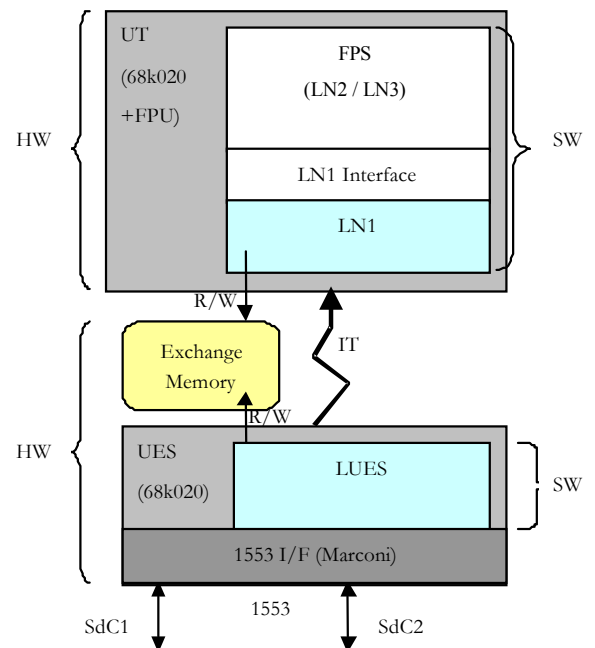 UT
(68k020
+FPU)
FPS
(LN2 / LN3)
HW
SW
LN1 Interface
LN1
R/W
IT
Exchange
Memory
R/W
HW
UES
(68k020)
LUES
SW
1553 I/F (Marconi)
1553
SdC1
SdC2